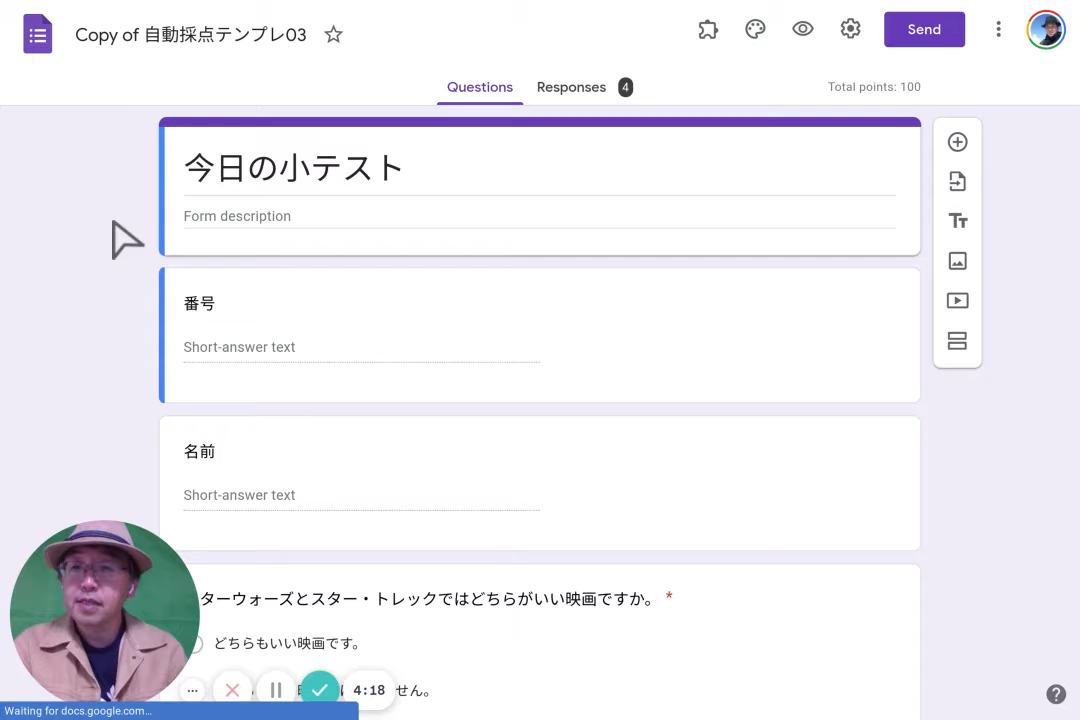 Copy of 自動採点テンプレ03
Send
Questions
Responses 4
Total points: 100
今日の小テスト
Form description
番号
Short-answer text
名前
Short-answer text
ターウォーズとスター・トレックではどちらがいい映画ですか。 *
どちらもいい映画です。
4:18
せん。
Waiting for docs.google.com...